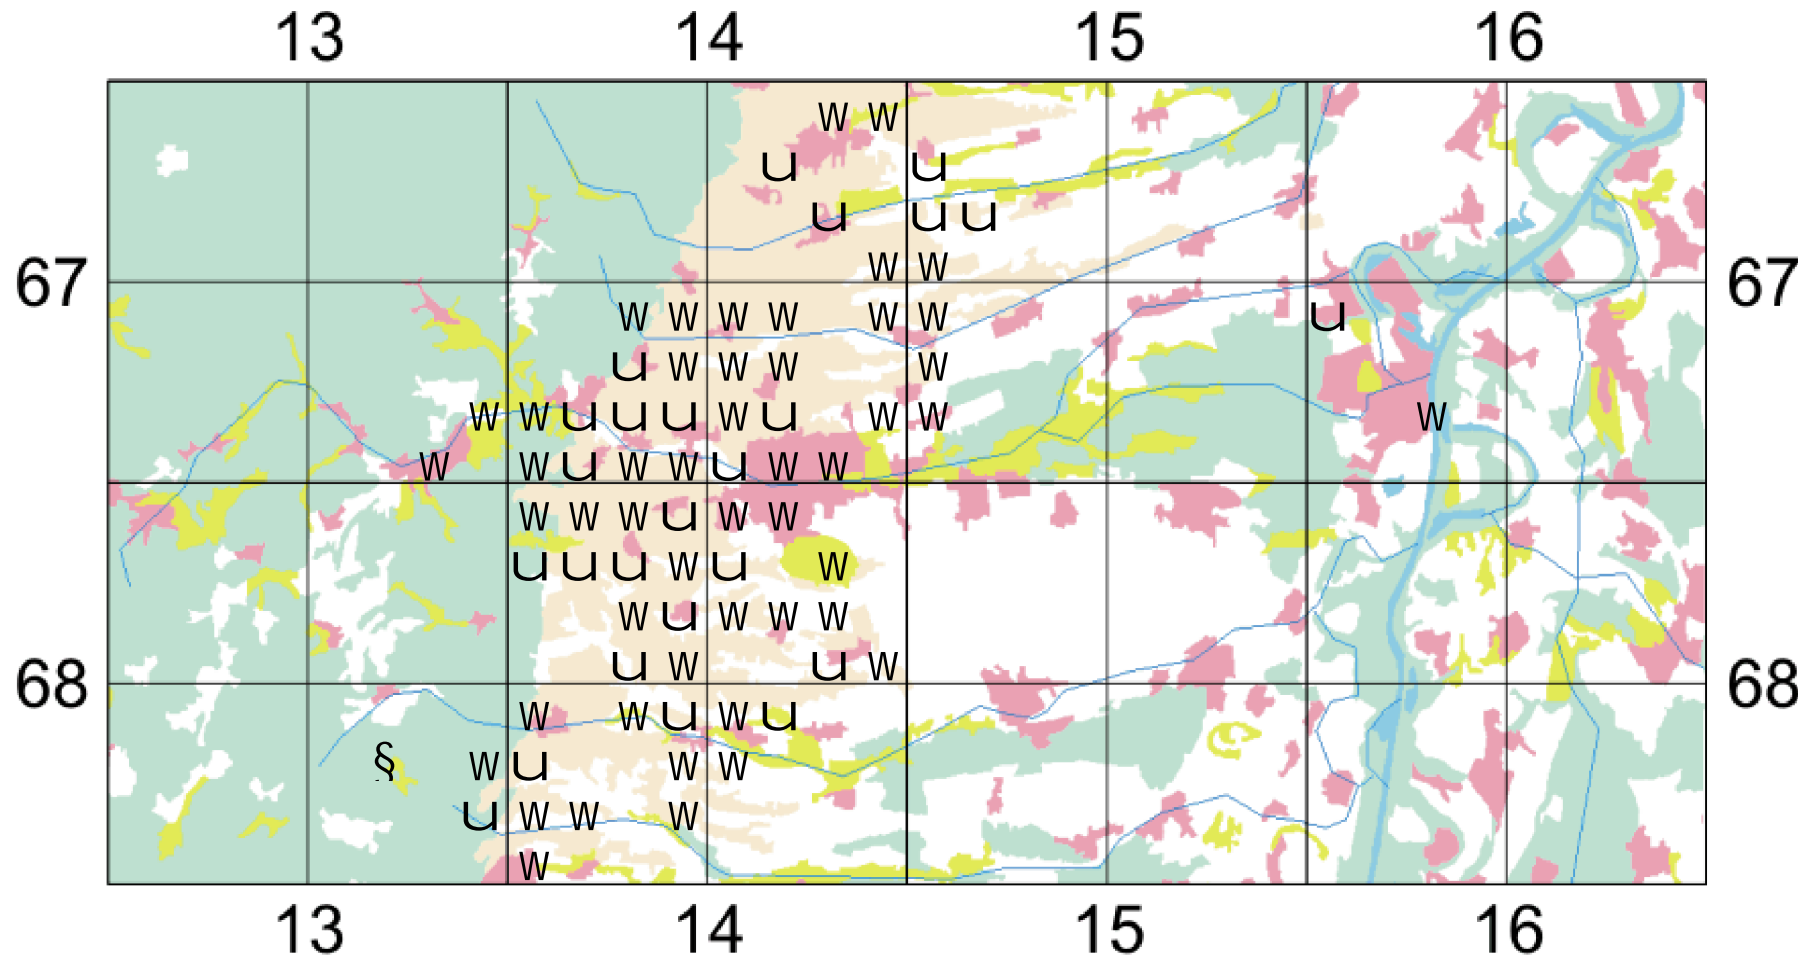 13 14 15 16
w w
u u
u u u
w w
67 67
w w w w w w u
u w w w w
w w u u u w u w w w
w w u w w u w w
w w w u w w
u u u w u w
w u w w w
u w u w
68 68
w w u w u
§ w u w w
u w w w
w
13 14 15 16